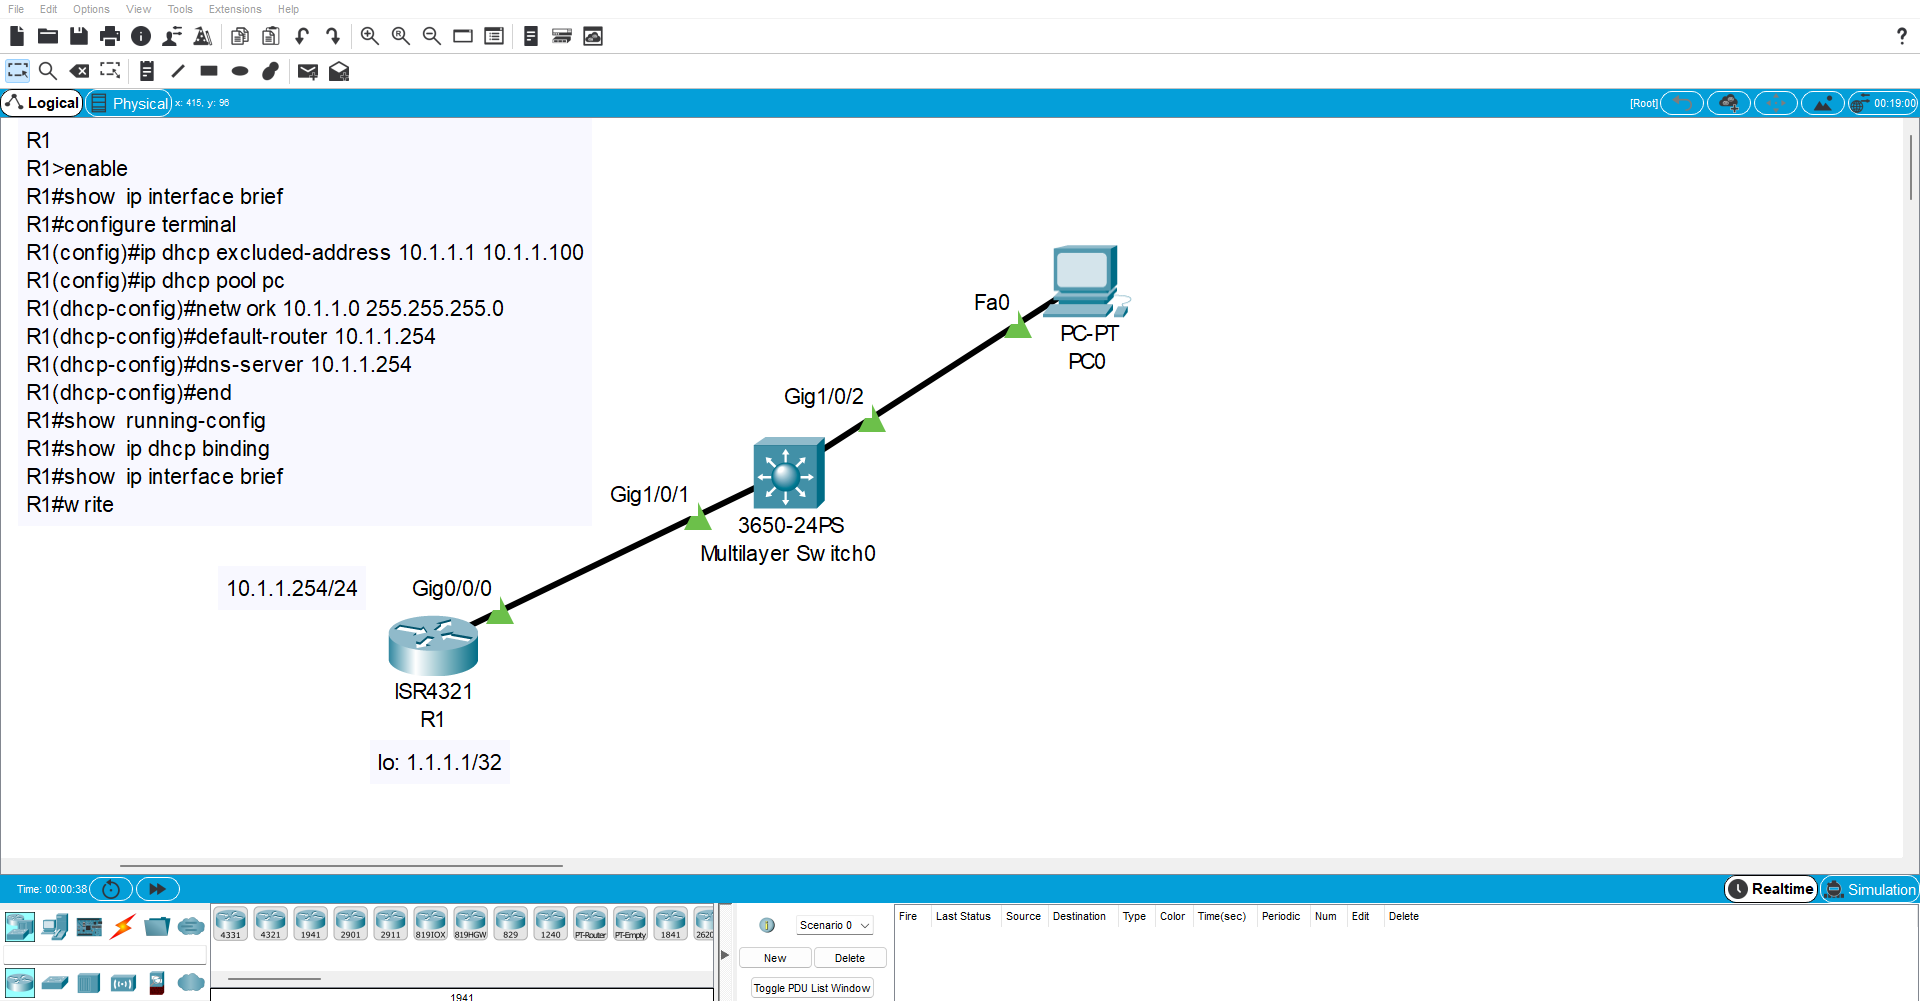 File Edit Options View Tools Extensions Help
?
Logical Physical x: 415, y: 96 [Root] 00:19:00
R1
R1>enable
R1#show ip interface brief
R1#configure terminal
R1(config)#ip dhcp excluded-address 10.1.1.1 10.1.1.100
R1(config)#ip dhcp pool pc
R1(dhcp-config)#network 10.1.1.0 255.255.255.0
R1(dhcp-config)#default-router 10.1.1.254
R1(dhcp-config)#dns-server 10.1.1.254
R1(dhcp-config)#end
R1#show running-config
R1#show ip dhcp binding
R1#show ip interface brief
R1#write
Fa0
PC-PT
PC0
Gig1/0/2
Gig1/0/1
3650-24PS
Multilayer Switch0
10.1.1.254/24
Gig0/0/0
ISR4321
R1
lo: 1.1.1.1/32
Time: 00:00:38
Realtime Simulation
4331 4321 1941 2901 2911 819IOX 819HGW 829 1240 PT-Router PT-Empty 1841 2620
1941
Scenario 0
New Delete
Toggle PDU List Window
Fire Last Status Source Destination Type Color Time(sec) Periodic Num Edit Delete